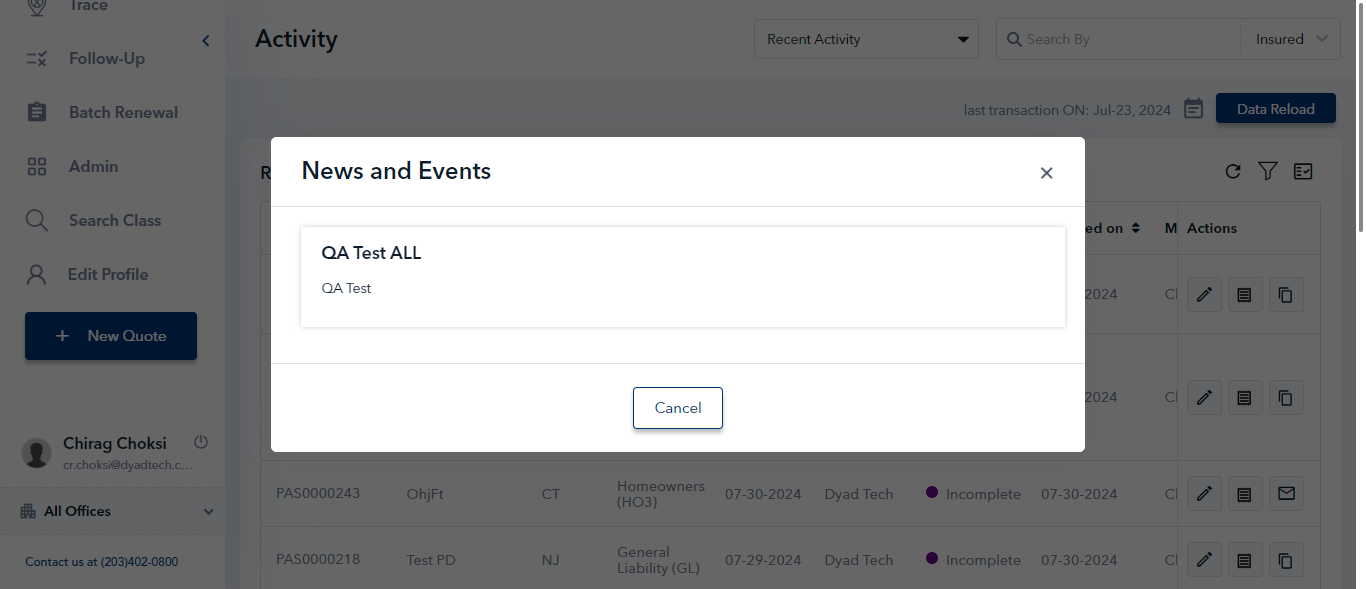 Trace
Follow-Up
Batch Renewal
Admin
Search Class
Edit Profile
+ New Quote
Chirag Choksi
cr.choksi@dyadtech.c...
All Offices
Contact us at (203)402-0800
Activity
Recent Activity
Search By
Insured
last transaction ON: Jul-23, 2024
Data Reload
R
News and Events
×
QA Test ALL
QA Test
Cancel
ed on
M
Actions
2024
Cl
2024
Cl
PAS0000243 OhjFt CT Homeowners (HO3) 07-30-2024 Dyad Tech Incomplete 07-30-2024 Cl
PAS0000218 Test PD NJ General Liability (GL) 07-29-2024 Dyad Tech Incomplete 07-30-2024 Cl